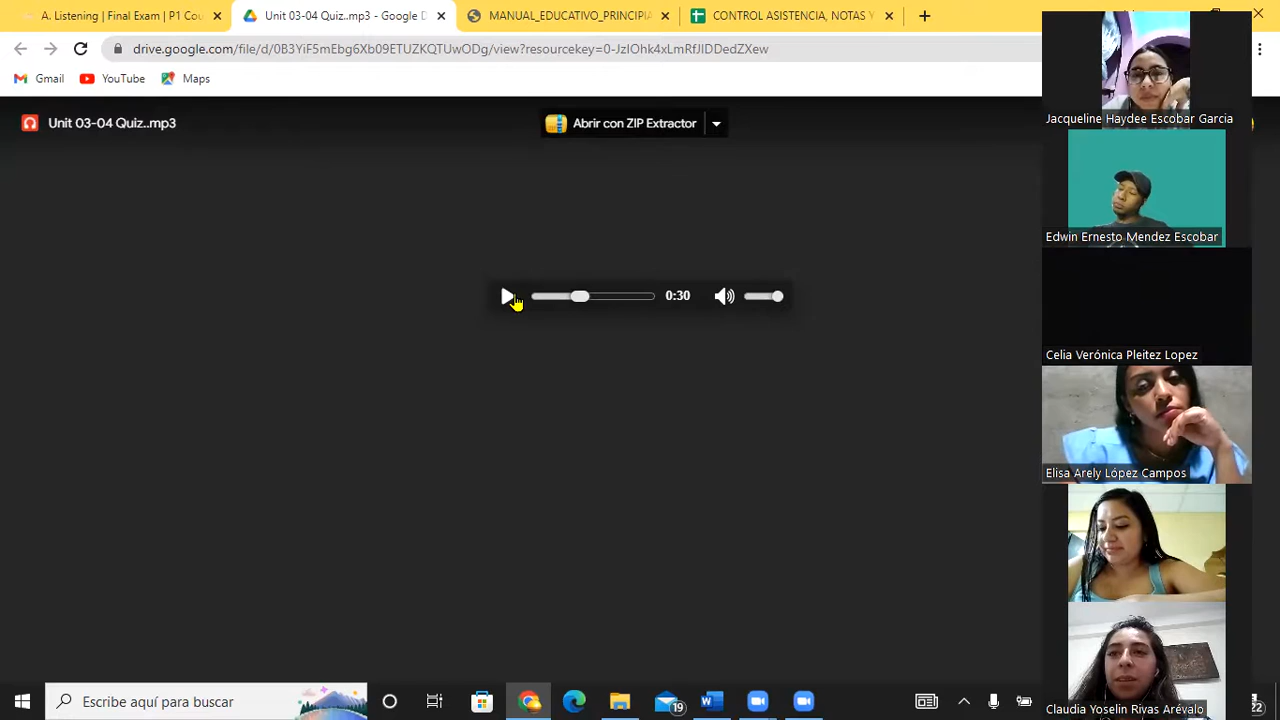 A. Listening | Final Exam | P1 Cou
Unit 03-04 Quiz..mp3 - Google D
MANUAL_EDUCATIVO_PRINCIPIA
CONTROL ASISTENCIA, NOTAS Y
drive.google.com/file/d/0B3YiF5mEbg6Xb09ETUZKQTUwODg/view?resourcekey=0-JzIOhk4xLmRfJIDDedZXew
Gmail
YouTube
Maps
Unit 03-04 Quiz..mp3
Abrir con ZIP Extractor
0:30
Jacqueline Haydee Escobar Garcia
Edwin Ernesto Mendez Escobar
Celia Verónica Pleitez Lopez
Elisa Arely López Campos
Claudia Yoselin Rivas Arévalo
Escribe aquí para buscar
19
22